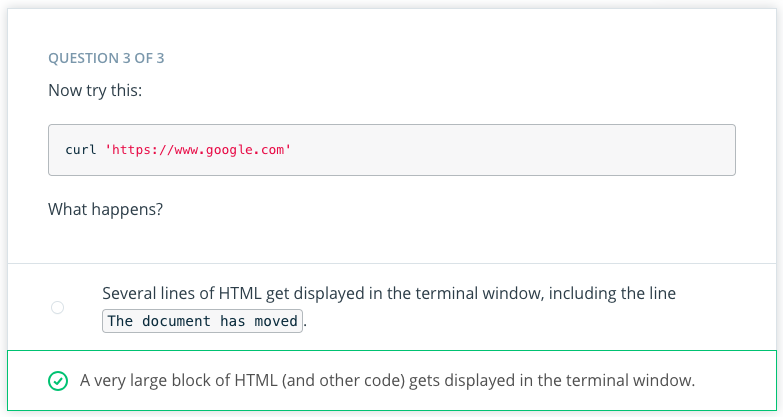 QUESTION 3 OF 3
Now try this:
curl 'https://www.google.com'
What happens?
Several lines of HTML get displayed in the terminal window, including the line
The document has moved.
A very large block of HTML (and other code) gets displayed in the terminal window.